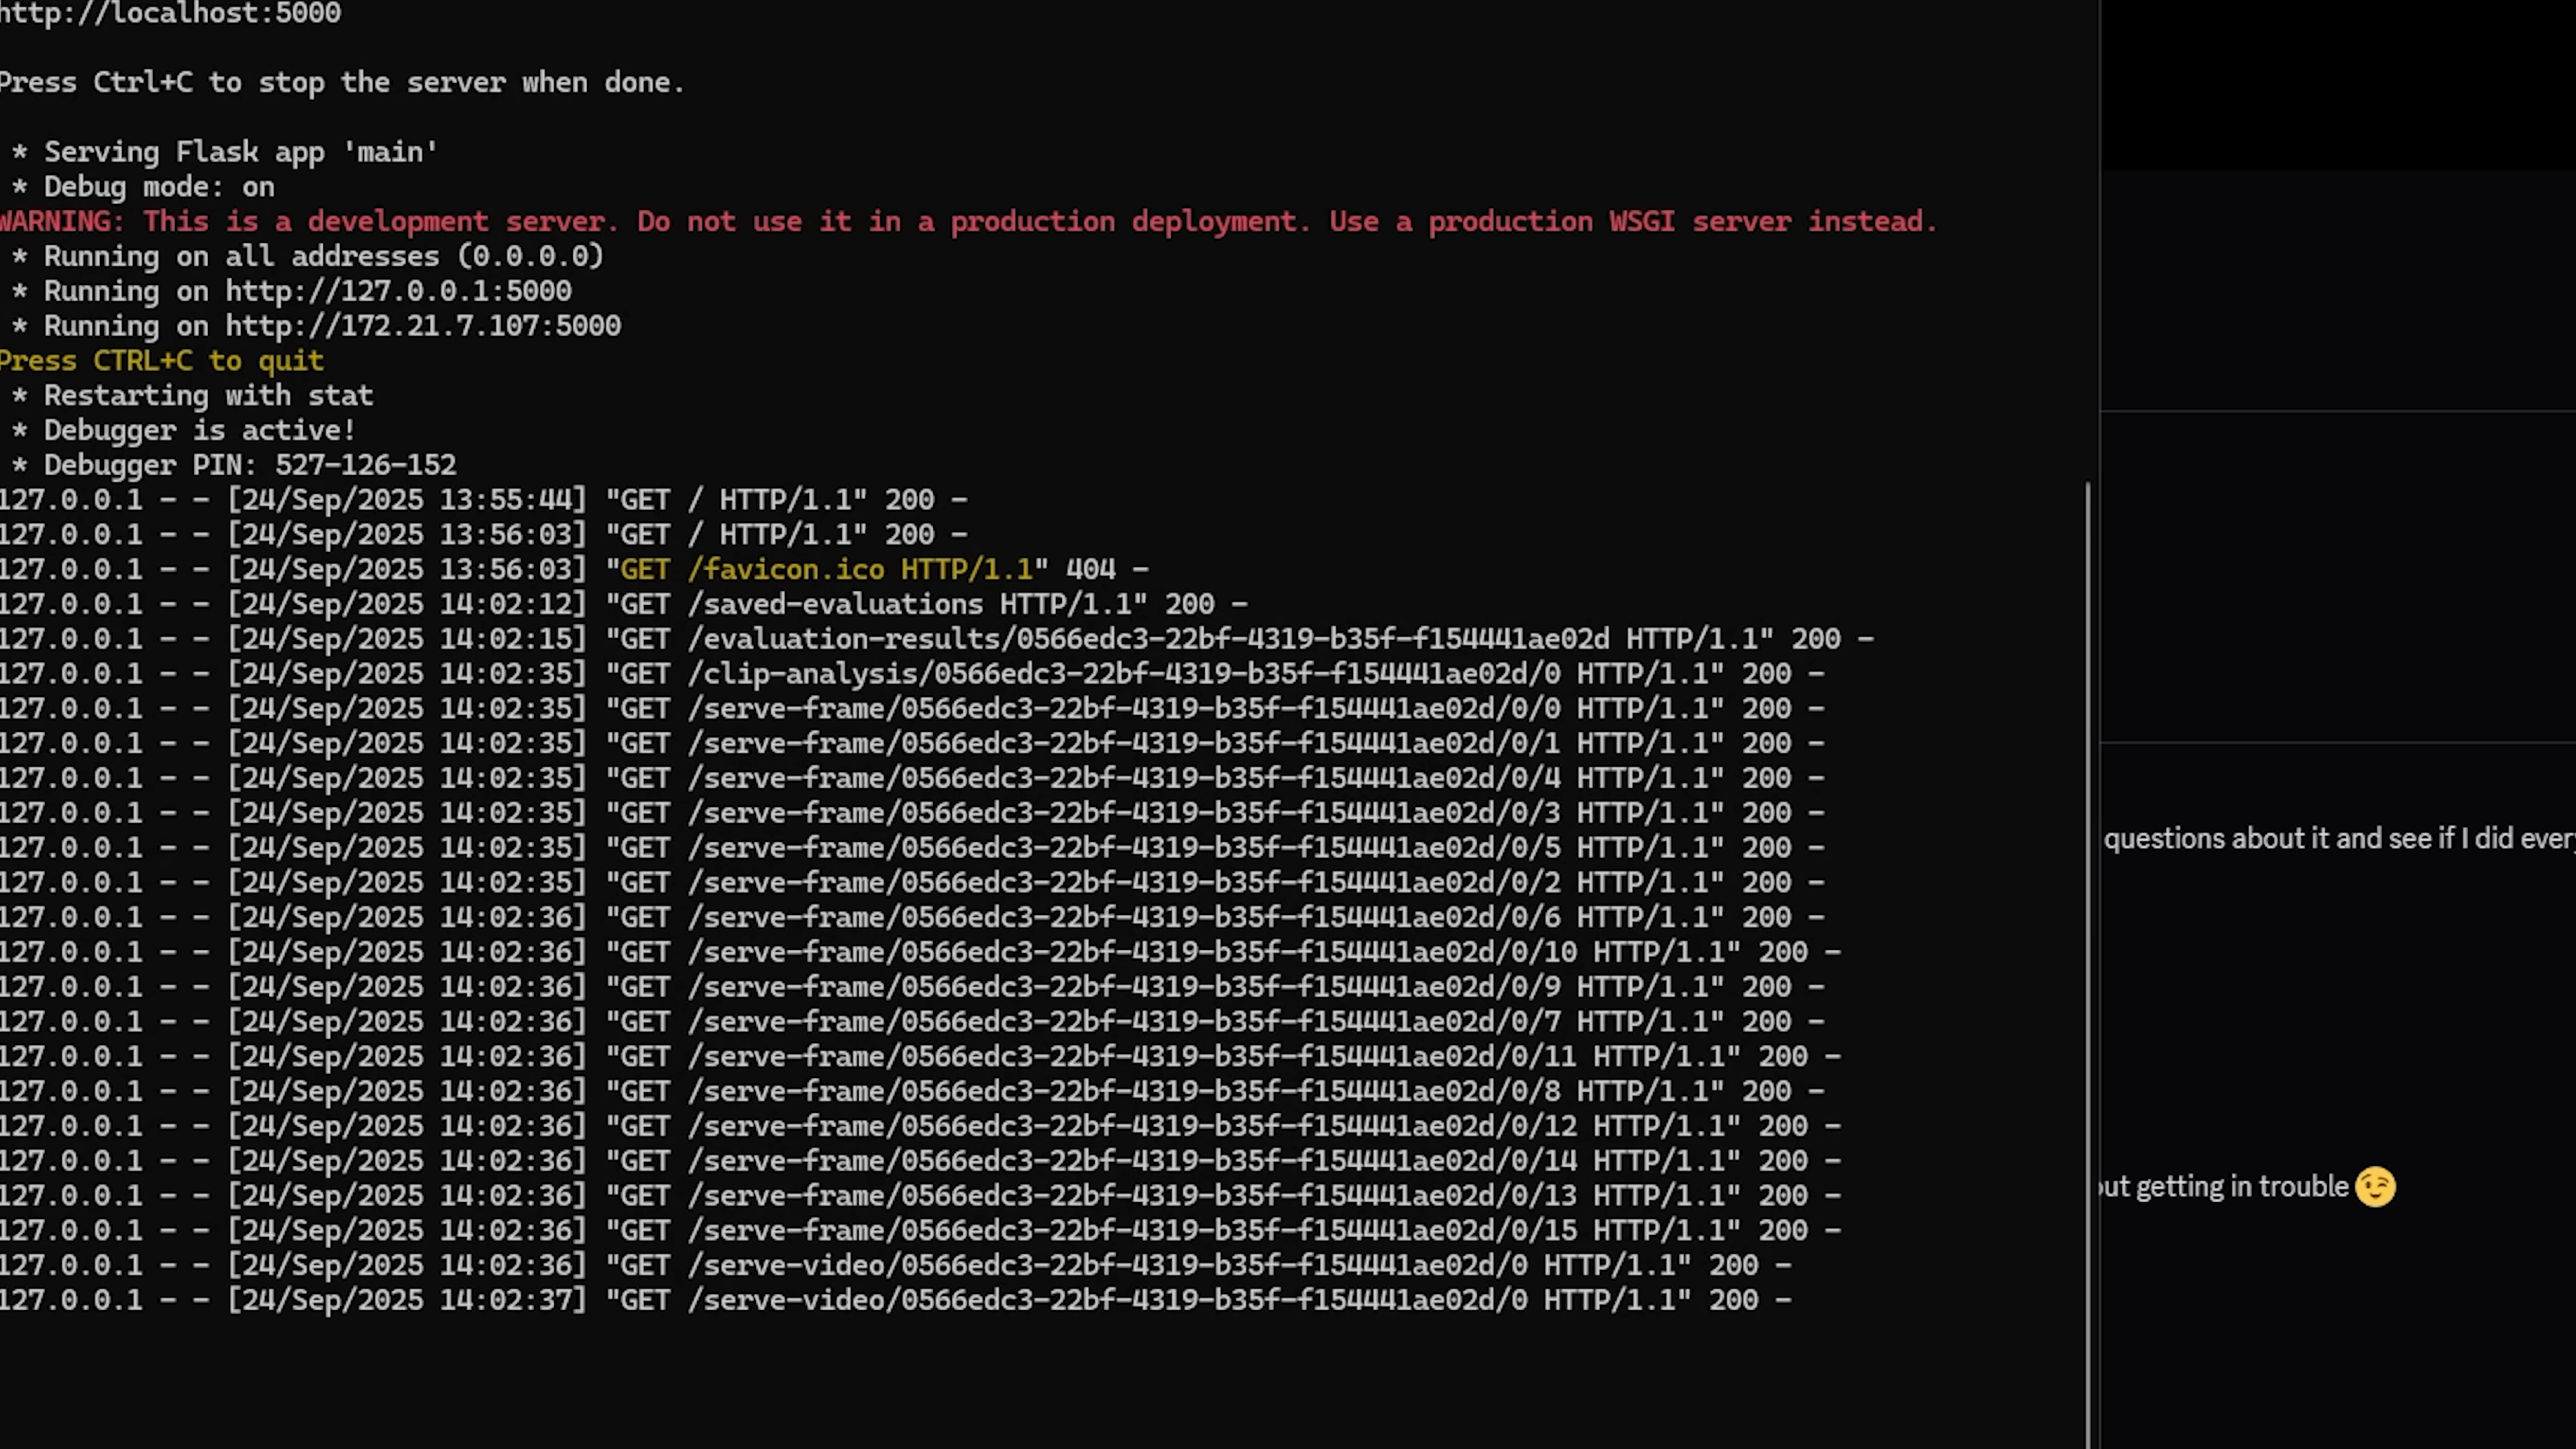 http://localhost:5000
Press Ctrl+C to stop the server when done.
* Serving Flask app 'main'
* Debug mode: on
WARNING: This is a development server. Do not use it in a production deployment. Use a production WSGI server instead.
* Running on all addresses (0.0.0.0)
* Running on http://127.0.0.1:5000
* Running on http://172.21.7.107:5000
Press CTRL+C to quit
* Restarting with stat
* Debugger is active!
* Debugger PIN: 527-126-152
127.0.0.1 - - [24/Sep/2025 13:55:44] "GET / HTTP/1.1" 200 -
127.0.0.1 - - [24/Sep/2025 13:56:03] "GET / HTTP/1.1" 200 -
127.0.0.1 - - [24/Sep/2025 13:56:03] "GET /favicon.ico HTTP/1.1" 404 -
127.0.0.1 - - [24/Sep/2025 14:02:12] "GET /saved-evaluations HTTP/1.1" 200 -
127.0.0.1 - - [24/Sep/2025 14:02:15] "GET /evaluation-results/0566edc3-22bf-4319-b35f-f154441ae02d HTTP/1.1" 200 -
127.0.0.1 - - [24/Sep/2025 14:02:35] "GET /clip-analysis/0566edc3-22bf-4319-b35f-f154441ae02d/0 HTTP/1.1" 200 -
127.0.0.1 - - [24/Sep/2025 14:02:35] "GET /serve-frame/0566edc3-22bf-4319-b35f-f154441ae02d/0/0 HTTP/1.1" 200 -
127.0.0.1 - - [24/Sep/2025 14:02:35] "GET /serve-frame/0566edc3-22bf-4319-b35f-f154441ae02d/0/1 HTTP/1.1" 200 -
127.0.0.1 - - [24/Sep/2025 14:02:35] "GET /serve-frame/0566edc3-22bf-4319-b35f-f154441ae02d/0/4 HTTP/1.1" 200 -
127.0.0.1 - - [24/Sep/2025 14:02:35] "GET /serve-frame/0566edc3-22bf-4319-b35f-f154441ae02d/0/3 HTTP/1.1" 200 -
127.0.0.1 - - [24/Sep/2025 14:02:35] "GET /serve-frame/0566edc3-22bf-4319-b35f-f154441ae02d/0/5 HTTP/1.1" 200 -
127.0.0.1 - - [24/Sep/2025 14:02:35] "GET /serve-frame/0566edc3-22bf-4319-b35f-f154441ae02d/0/2 HTTP/1.1" 200 -
127.0.0.1 - - [24/Sep/2025 14:02:36] "GET /serve-frame/0566edc3-22bf-4319-b35f-f154441ae02d/0/6 HTTP/1.1" 200 -
127.0.0.1 - - [24/Sep/2025 14:02:36] "GET /serve-frame/0566edc3-22bf-4319-b35f-f154441ae02d/0/10 HTTP/1.1" 200 -
127.0.0.1 - - [24/Sep/2025 14:02:36] "GET /serve-frame/0566edc3-22bf-4319-b35f-f154441ae02d/0/9 HTTP/1.1" 200 -
127.0.0.1 - - [24/Sep/2025 14:02:36] "GET /serve-frame/0566edc3-22bf-4319-b35f-f154441ae02d/0/7 HTTP/1.1" 200 -
127.0.0.1 - - [24/Sep/2025 14:02:36] "GET /serve-frame/0566edc3-22bf-4319-b35f-f154441ae02d/0/11 HTTP/1.1" 200 -
127.0.0.1 - - [24/Sep/2025 14:02:36] "GET /serve-frame/0566edc3-22bf-4319-b35f-f154441ae02d/0/8 HTTP/1.1" 200 -
127.0.0.1 - - [24/Sep/2025 14:02:36] "GET /serve-frame/0566edc3-22bf-4319-b35f-f154441ae02d/0/12 HTTP/1.1" 200 -
127.0.0.1 - - [24/Sep/2025 14:02:36] "GET /serve-frame/0566edc3-22bf-4319-b35f-f154441ae02d/0/14 HTTP/1.1" 200 -
127.0.0.1 - - [24/Sep/2025 14:02:36] "GET /serve-frame/0566edc3-22bf-4319-b35f-f154441ae02d/0/13 HTTP/1.1" 200 -
127.0.0.1 - - [24/Sep/2025 14:02:36] "GET /serve-frame/0566edc3-22bf-4319-b35f-f154441ae02d/0/15 HTTP/1.1" 200 -
127.0.0.1 - - [24/Sep/2025 14:02:36] "GET /serve-video/0566edc3-22bf-4319-b35f-f154441ae02d/0 HTTP/1.1" 200 -
127.0.0.1 - - [24/Sep/2025 14:02:37] "GET /serve-video/0566edc3-22bf-4319-b35f-f154441ae02d/0 HTTP/1.1" 200 -
questions about it and see if I did
getting in trouble 😉